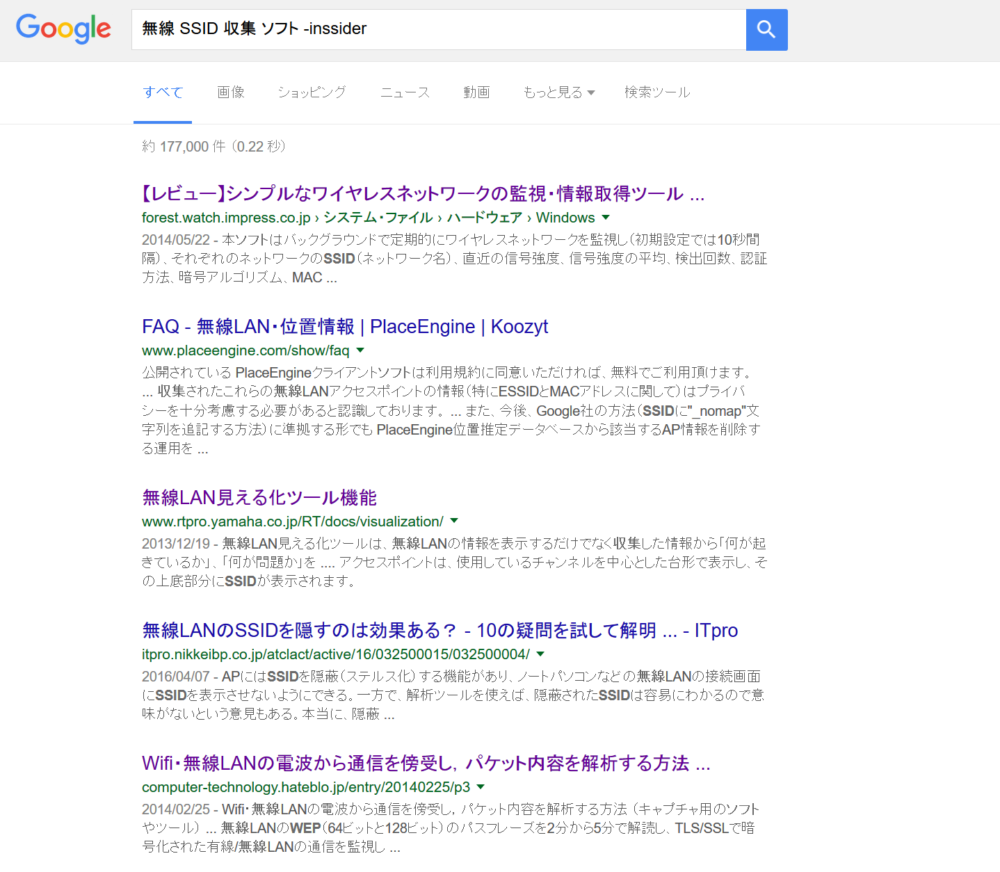 Google
無線 SSID 収集 ソフト -inssider
すべて 画像 ショッピング ニュース 動画 もっと見る 検索ツール
約 177,000 件 (0.22 秒)
【レビュー】シンプルなワイヤレスネットワークの監視・情報取得ツール ...
forest.watch.impress.co.jp › システム・ファイル › ハードウェア › Windows
2014/05/22 - 本ソフトはバックグラウンドで定期的にワイヤレスネットワークを監視し（初期設定では10秒間
隔）、それぞれのネットワークのSSID（ネットワーク名）、直近の信号強度、信号強度の平均、検出回数、認証
方法、暗号アルゴリズム、MAC ...
FAQ - 無線LAN・位置情報 | PlaceEngine | Koozyt
www.placeengine.com/show/faq
公開されている PlaceEngineクライアントソフトは利用規約に同意いただければ、無料でご利用頂けます。
... 収集されたこれらの無線LANアクセスポイントの情報（特にESSIDとMACアドレスに関して）はプライバ
シーを十分考慮する必要があると認識しております。 ... また、今後、Google社の方法（SSIDに"_nomap"文
字列を追記する方法）に準拠する形でも PlaceEngine位置推定データベースから該当するAP情報を削除す
る運用を ...
無線LAN見える化ツール機能
www.rtpro.yamaha.co.jp/RT/docs/visualization/
2013/12/19 - 無線LAN見える化ツールは、無線LANの情報を表示するだけでなく収集した情報から「何が起
きているか」、「何が問題か」を .... アクセスポイントは、使用しているチャンネルを中心とした台形で表示し、そ
の上底部分にSSIDが表示されます。
無線LANのSSIDを隠すのは効果ある？ - 10の疑問を試して解明 ... - ITpro
itpro.nikkeibp.co.jp/atclact/active/16/032500015/032500004/
2016/04/07 - APにはSSIDを隠蔽（ステルス化）する機能があり、ノートパソコンなどの無線LANの接続画面
にSSIDを表示させないようにできる。一方で、解析ツールを使えば、隠蔽されたSSIDは容易にわかるので意
味がないという意見もある。本当に、隠蔽 ...
Wifi・無線LANの電波から通信を傍受し，パケット内容を解析する方法 ...
computer-technology.hateblo.jp/entry/20140225/p3
2014/02/25 - Wifi・無線LANの電波から通信を傍受し，パケット内容を解析する方法 （キャプチャ用のソフト
やツール） ... 無線LANのWEP（64ビットと128ビット）のパスフレーズを2分から5分で解読し、TLS/SSLで暗
号化された有線/無線LANの通信を監視し ...